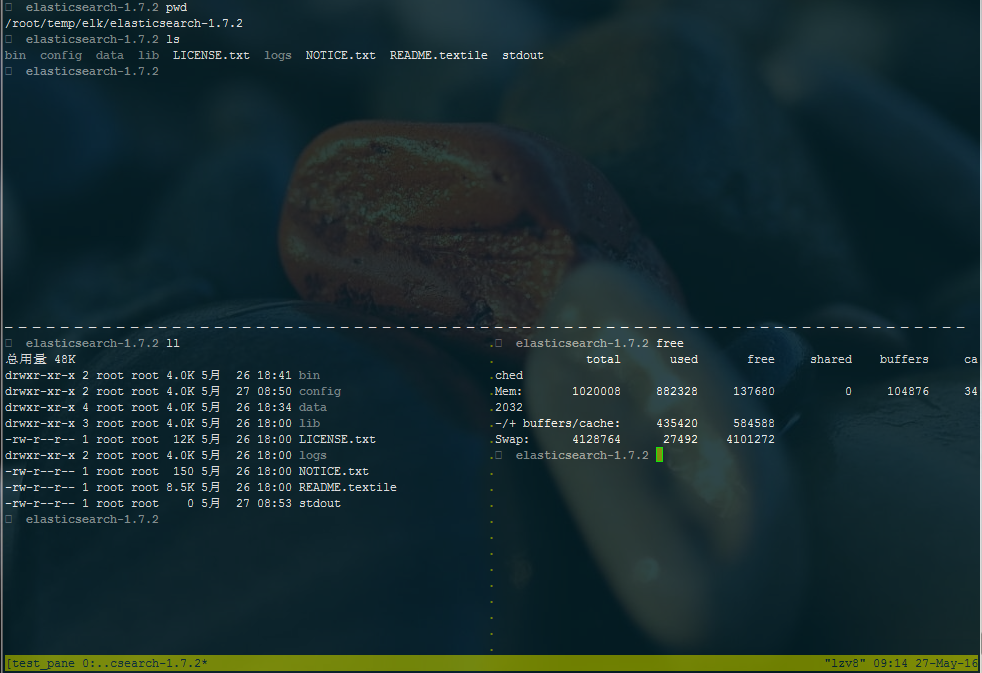 elasticsearch-1.7.2 pwd
/root/temp/elk/elasticsearch-1.7.2
elasticsearch-1.7.2 ls
bin config data lib LICENSE.txt logs NOTICE.txt README.textile stdout
elasticsearch-1.7.2
elasticsearch-1.7.2 ll
总用量 48K
drwxr-xr-x 2 root root 4.0K 5月 26 18:41 bin
drwxr-xr-x 2 root root 4.0K 5月 27 08:50 config
drwxr-xr-x 4 root root 4.0K 5月 26 18:34 data
drwxr-xr-x 3 root root 4.0K 5月 26 18:00 lib
-rw-r--r-- 1 root root 12K 5月 26 18:00 LICENSE.txt
drwxr-xr-x 2 root root 4.0K 5月 26 18:00 logs
-rw-r--r-- 1 root root 150 5月 26 18:00 NOTICE.txt
-rw-r--r-- 1 root root 8.5K 5月 26 18:00 README.textile
-rw-r--r-- 1 root root 0 5月 27 08:53 stdout
elasticsearch-1.7.2
elasticsearch-1.7.2 free
total used free shared buffers ca
ched
Mem: 1020008 882328 137680 0 104876 34
2032
-/+ buffers/cache: 435420 584588
Swap: 4128764 27492 4101272
elasticsearch-1.7.2
[test_pane 0:..csearch-1.7.2* "lzv8" 09:14 27-May-16